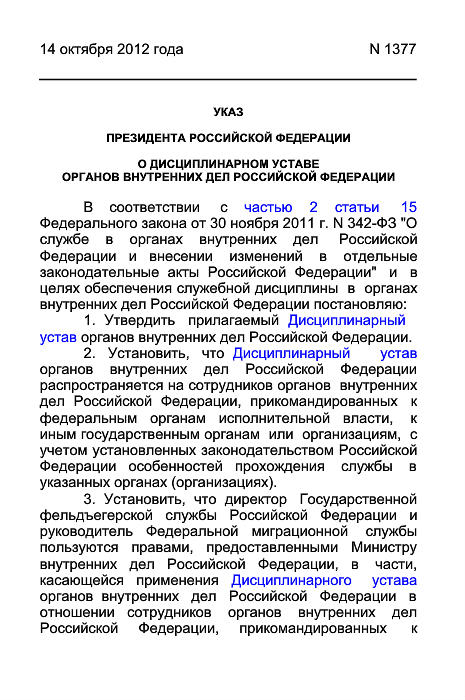 14 октября 2012 года N 1377
УКАЗ
ПРЕЗИДЕНТА РОССИЙСКОЙ ФЕДЕРАЦИИ
О ДИСЦИПЛИНАРНОМ УСТАВЕ
ОРГАНОВ ВНУТРЕННИХ ДЕЛ РОССИЙСКОЙ ФЕДЕРАЦИИ
В соответствии с частью 2 статьи 15
Федерального закона от 30 ноября 2011 г. N 342-ФЗ "О
службе в органах внутренних дел Российской
Федерации и внесении изменений в отдельные
законодательные акты Российской Федерации" и в
целях обеспечения служебной дисциплины в органах
внутренних дел Российской Федерации постановляю:
1. Утвердить прилагаемый Дисциплинарный
устав органов внутренних дел Российской Федерации.
2. Установить, что Дисциплинарный устав
органов внутренних дел Российской Федерации
распространяется на сотрудников органов внутренних
дел Российской Федерации, прикомандированных к
федеральным органам исполнительной власти, к
иным государственным органам или организациям, с
учетом установленных законодательством Российской
Федерации особенностей прохождения службы в
указанных органах (организациях).
3. Установить, что директор Государственной
фельдъегерской службы Российской Федерации и
руководитель Федеральной миграционной службы
пользуются правами, предоставленными Министру
внутренних дел Российской Федерации, в части,
касающейся применения Дисциплинарного устава
органов внутренних дел Российской Федерации в
отношении сотрудников органов внутренних дел
Российской Федерации, прикомандированных к